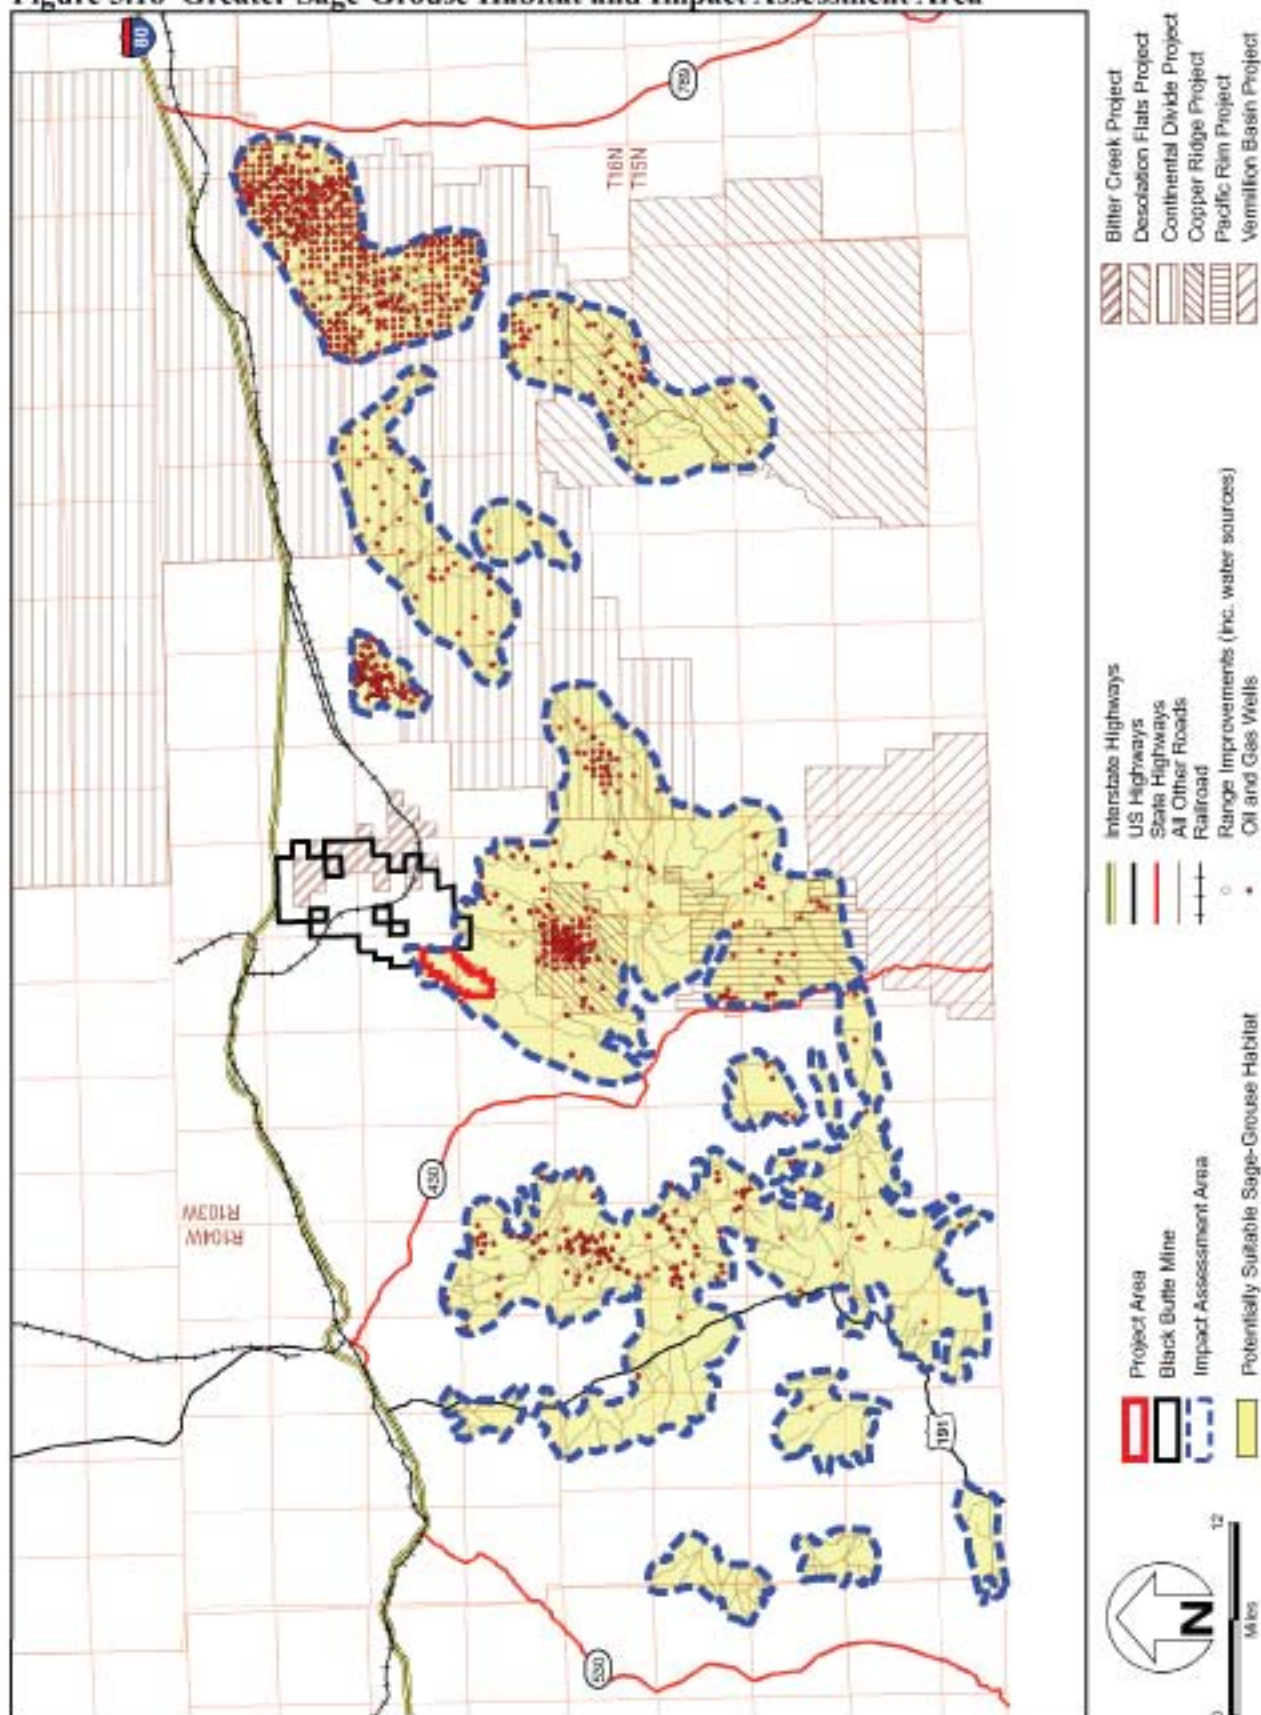 Figure 3.10 Greater Sage-Grouse Habitat and Impact Assessment Area
80
789
T16N
T15N
430
R103W
R104W
191
530
Bitter Creek Project
Desolation Flats Project
Continental Divide Project
Copper Ridge Project
Pacific Rim Project
Vermillion Basin Project
Interstate Highways
US Highways
State Highways
All Other Roads
Railroad
Range Improvements (inc. water sources)
Oil and Gas Wells
Project Area
Black Butte Mine
Impact Assessment Area
Potentially Suitable Sage-Grouse Habitat
N
12
Miles
0